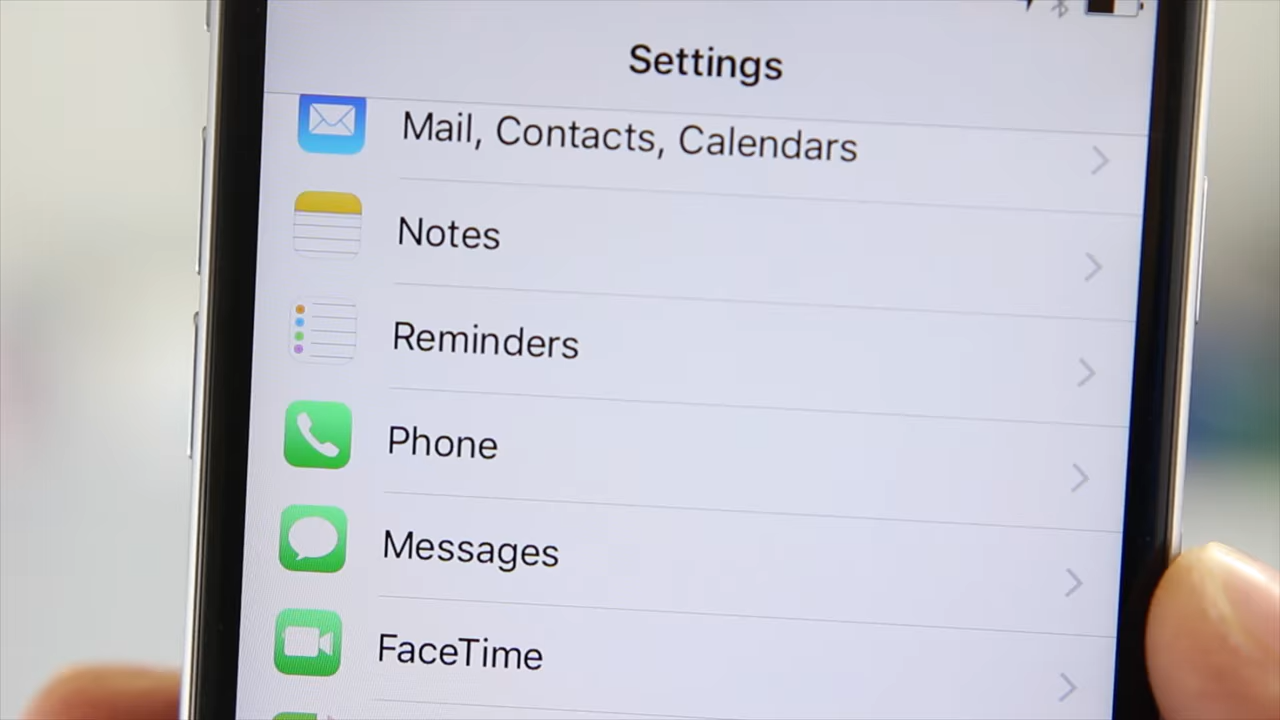 Settings
Mail, Contacts, Calendars
Notes
Reminders
Phone
Messages
FaceTime